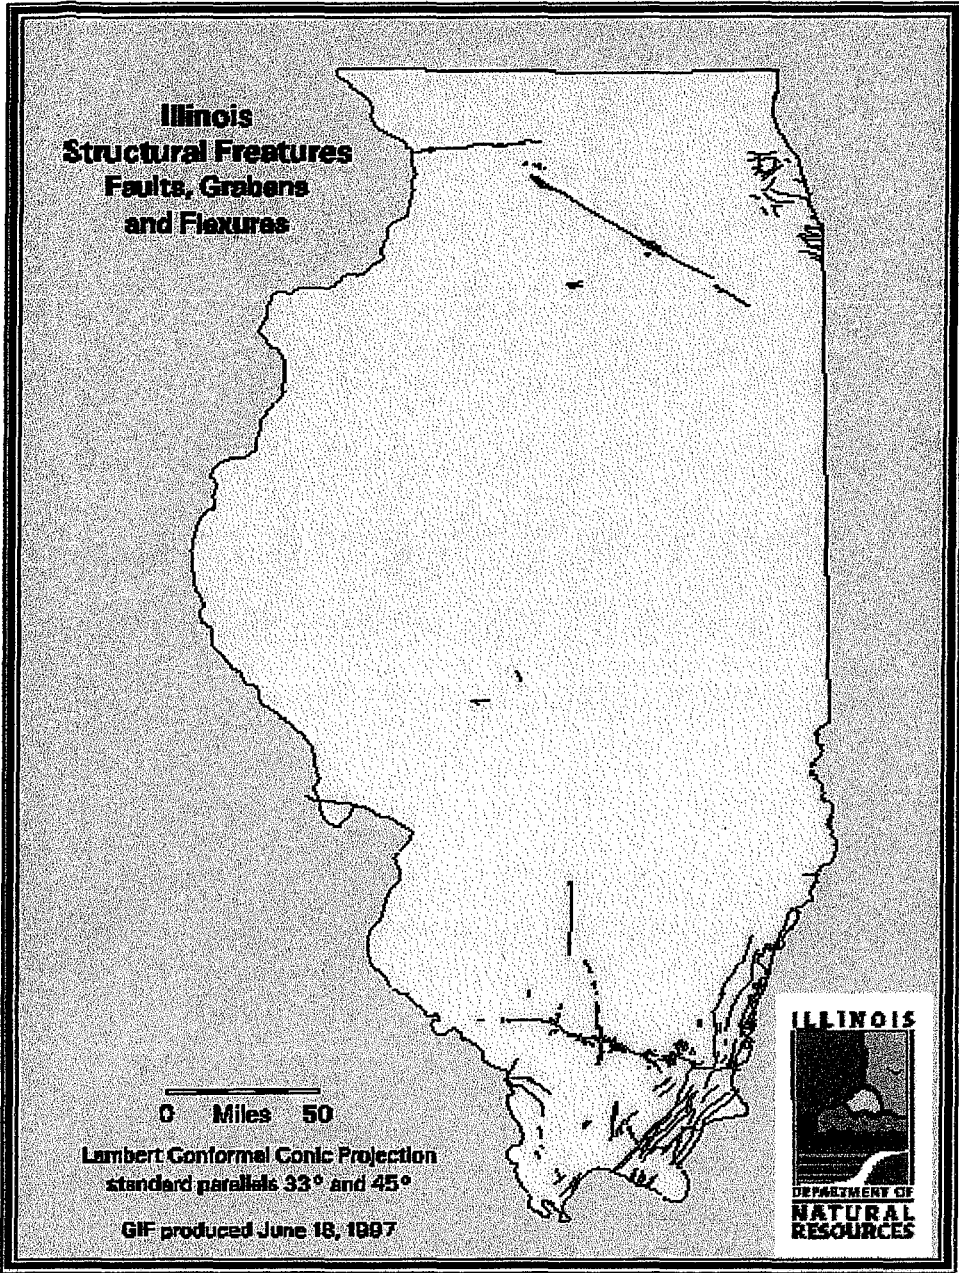 Illinois
Structural Freatures
Faults, Grabens
and Flexures
0 Miles 50
Lambert Conformal Conic Projection
standard parallels 33° and 45°
GIF produced June 18, 1997
ILLINOIS
DEPARTMENT OF
NATURAL
RESOURCES